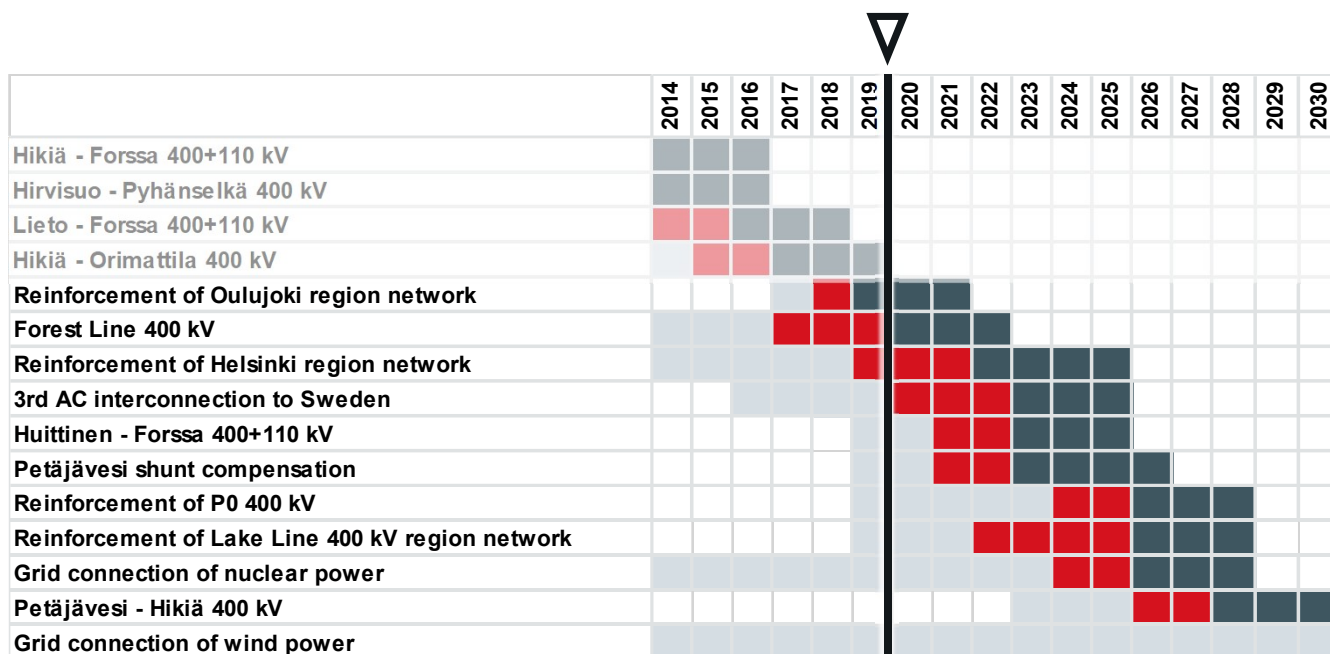 2014 2015 2016 2017 2018 2019 2020 2021 2022 2023 2024 2025 2026 2027 2028 2029 2030
Hikiä - Forssa 400+110 kV
Hirvisuo - Pyhänselkä 400 kV
Lieto - Forssa 400+110 kV
Hikiä - Orimattila 400 kV
Reinforcement of Oulujoki region network
Forest Line 400 kV
Reinforcement of Helsinki region network
3rd AC interconnection to Sweden
Huittinen - Forssa 400+110 kV
Petäjävesi shunt compensation
Reinforcement of P0 400 kV
Reinforcement of Lake Line 400 kV region network
Grid connection of nuclear power
Petäjävesi - Hikiä 400 kV
Grid connection of wind power